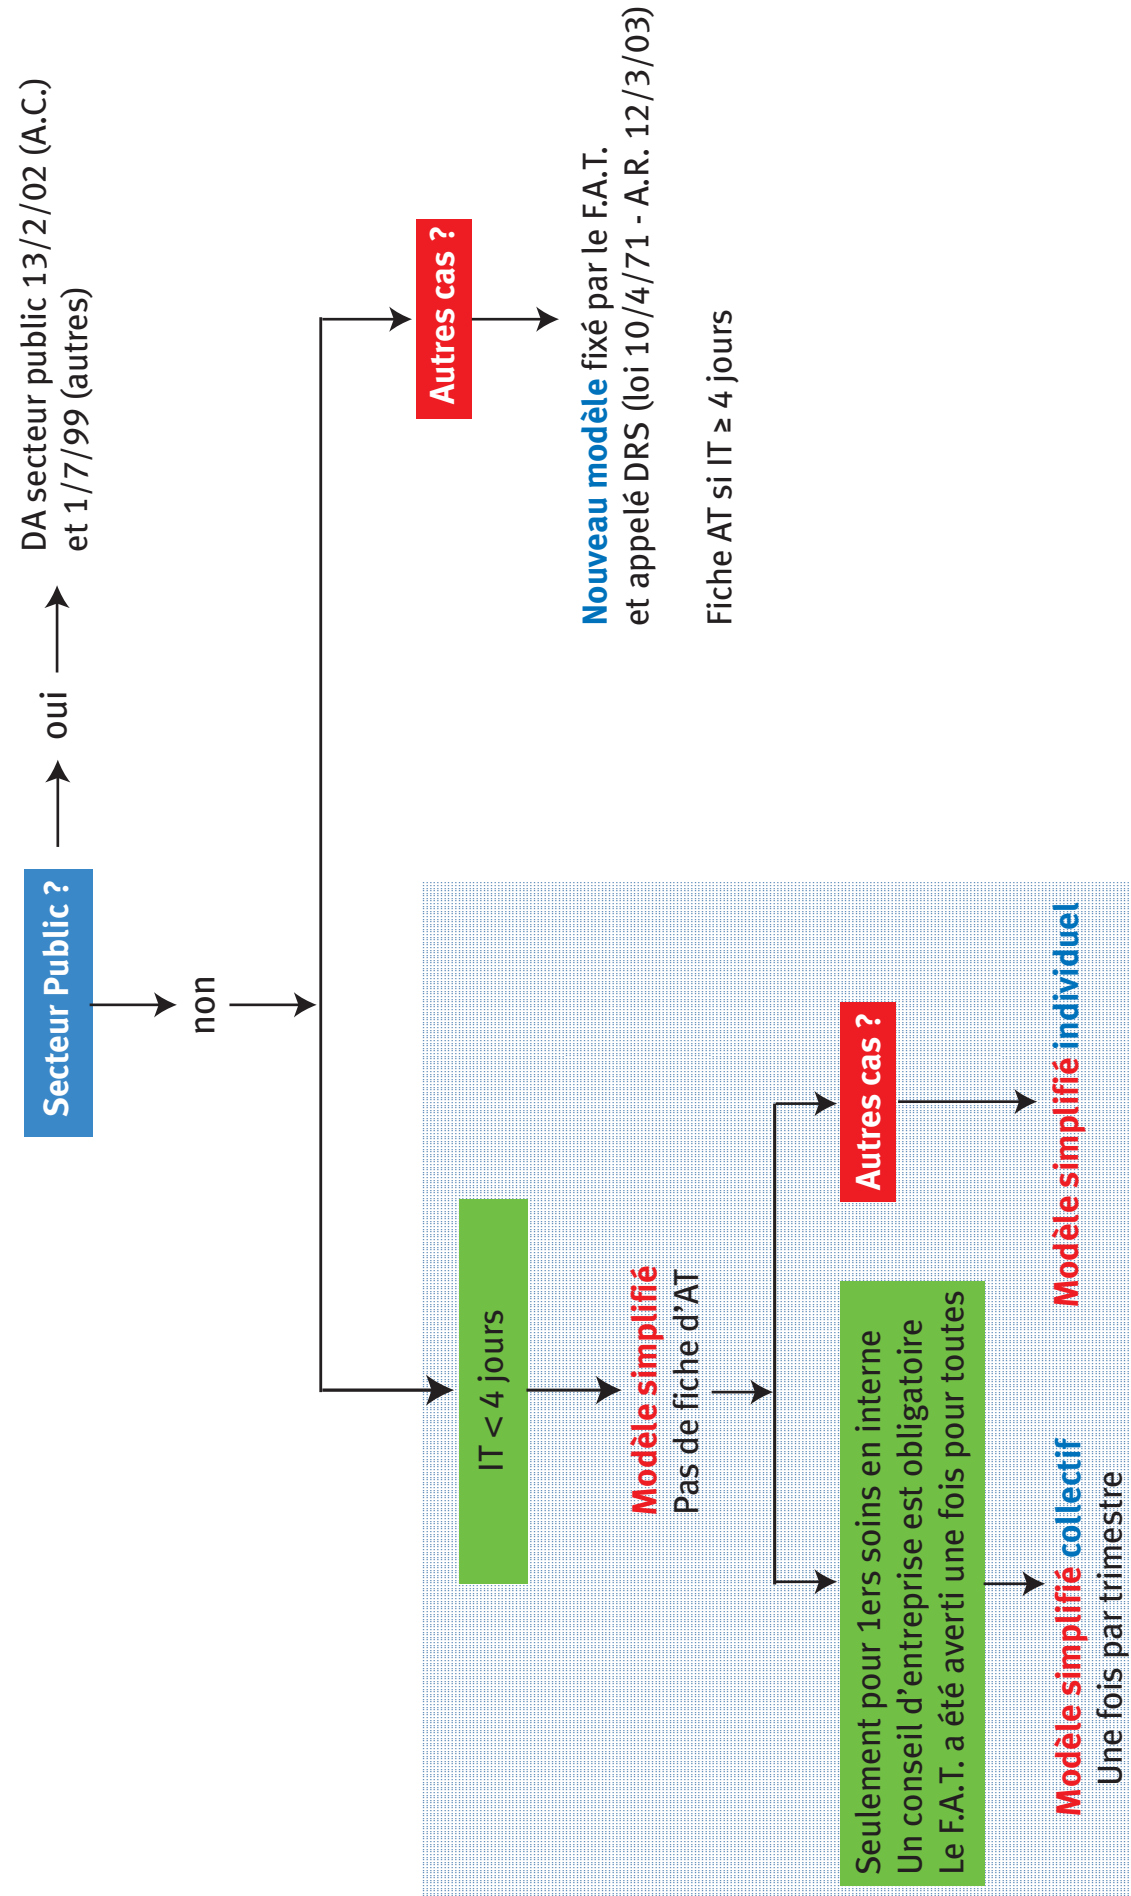 Secteur Public ?
oui
DA secteur public 13/2/02 (A.C.)
et 1/7/99 (autres)
non
IT < 4 jours
Modèle simplifié
Pas de fiche d'AT
Seulement pour 1ers soins en interne
Un conseil d'entreprise est obligatoire
Le F.A.T. a été averti une fois pour toutes
Modèle simplifié collectif
Une fois par trimestre
Autres cas ?
Modèle simplifié individuel
Autres cas ?
Nouveau modèle fixé par le F.A.T.
et appelé DRS (loi 10/4/71 - A.R. 12/3/03)
Fiche AT si IT ≥ 4 jours